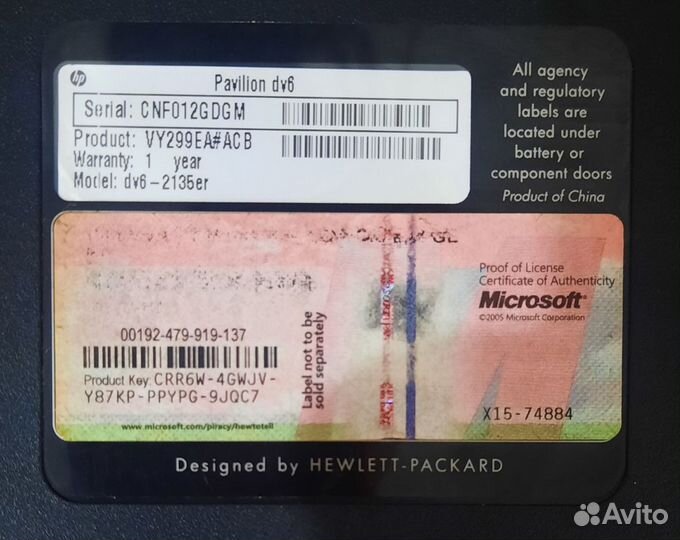 hp
Pavilion dv6
Serial: CNF012GDGM
Product: VY299EA#ACB
Warranty: 1 year
Model: dv6-2135er
All agency
and regulatory
labels are
located under
battery or
component doors
Product of China
Proof of License
Certificate of Authenticity
Microsoft®
©2005 Microsoft Corporation
00192-479-919-137
Product Key: CRR6W-4GWJV-
Y87KP-PPYPG-9JQC7
Label not to be
sold separately
www.microsoft.com/piracy/howtotell
X15-74884
Designed by HEWLETT-PACKARD
Avito